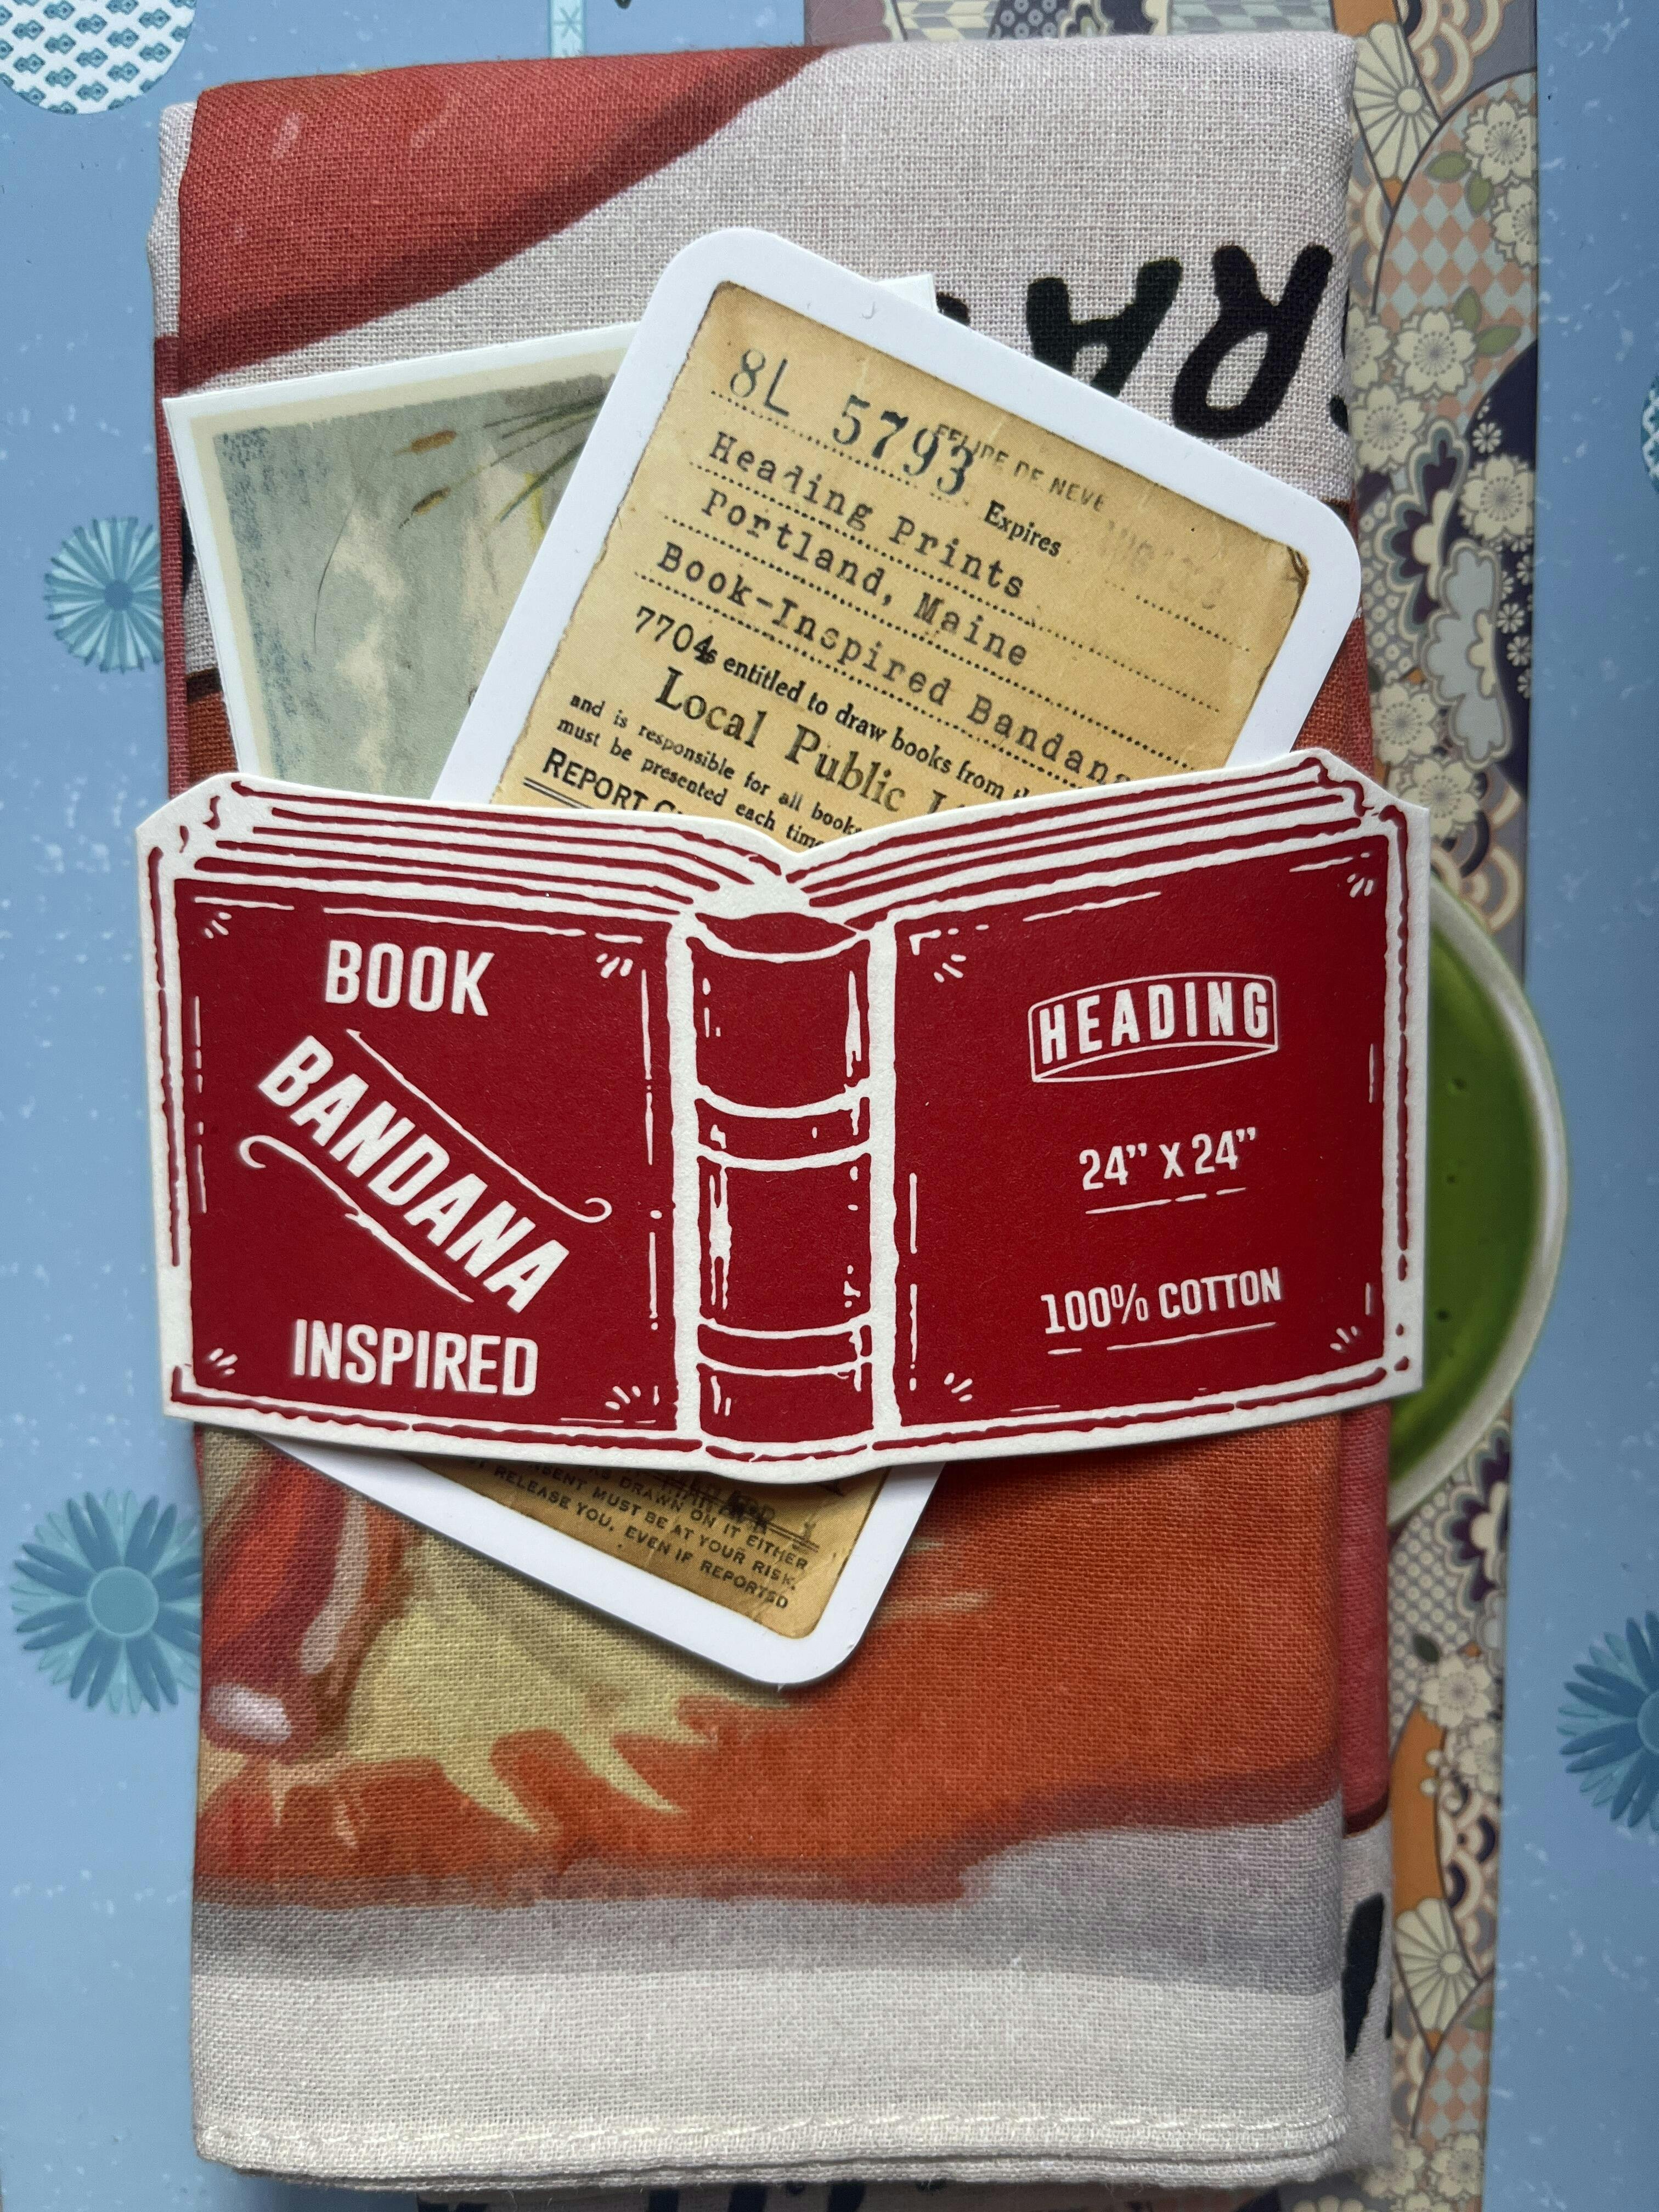 RA
8L 5793
FELIPE DE NEVE
Expires
Heading Prints
Portland, Maine
Book-Inspired Bandana
7704
is entitled to draw books from
Local Public
and is responsible for all books
must be presented each time
REPORT
BOOK
BANDANA
INSPIRED
HEADING
24” X 24”
100% COTTON
DRAWN ON IT EITHER
MUST BE AT YOUR RISK.
RELEASE YOU, EVEN IF REPORTED